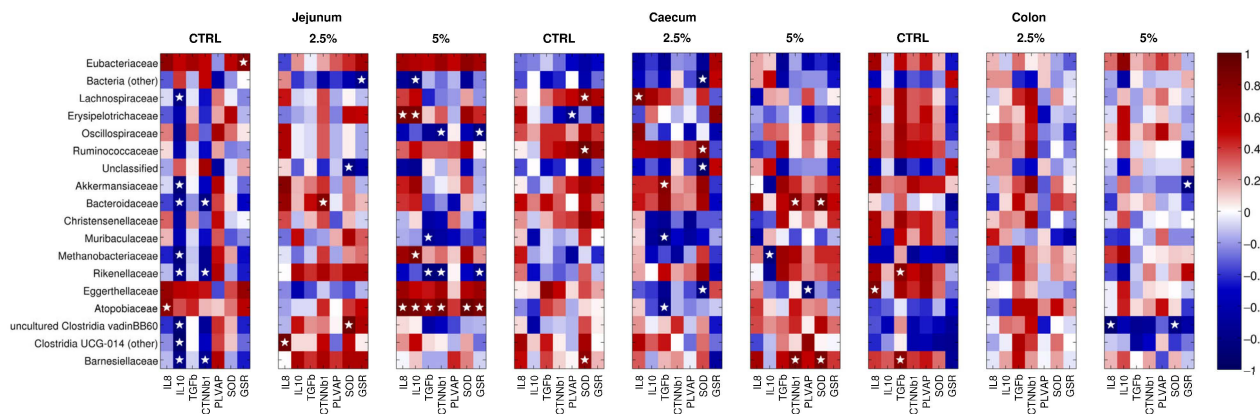 Jejunum Caecum Colon
CTRL 2.5% 5% CTRL 2.5% 5% CTRL 2.5% 5%
Eubacteriaceae
Bacteria (other)
Lachnospiraceae
Erysipelotrichaceae
Oscillospiraceae
Ruminococcaceae
Unclassified
Akkermansiaceae
Bacteroidaceae
Christensenellaceae
Muribaculaceae
Methanobacteriaceae
Rikenellaceae
Eggerthellaceae
Atopobiaceae
uncultured Clostridia vadinBB60
Clostridia UCG-014 (other)
Barnesiellaceae
IL8 IL10 TGFb CTNNb1 PLVAP SOD GSR
IL8 IL10 TGFb CTNNb1 PLVAP SOD GSR
IL8 IL10 TGFb CTNNb1 PLVAP SOD GSR
IL8 IL10 TGFb CTNNb1 PLVAP SOD GSR
IL8 IL10 TGFb CTNNb1 PLVAP SOD GSR
IL8 IL10 TGFb CTNNb1 PLVAP SOD GSR
IL8 IL10 TGFb CTNNb1 PLVAP SOD GSR
IL8 IL10 TGFb CTNNb1 PLVAP SOD GSR
IL8 IL10 TGFb CTNNb1 PLVAP SOD GSR
1
0.8
0.6
0.4
0.2
0
-0.
-0.
-0.
-0.
-1